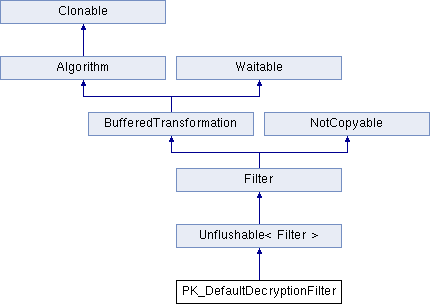 Clonable
Algorithm
Waitable
BufferedTransformation
NotCopyable
Filter
Unflushable< Filter >
PK_DefaultDecryptionFilter